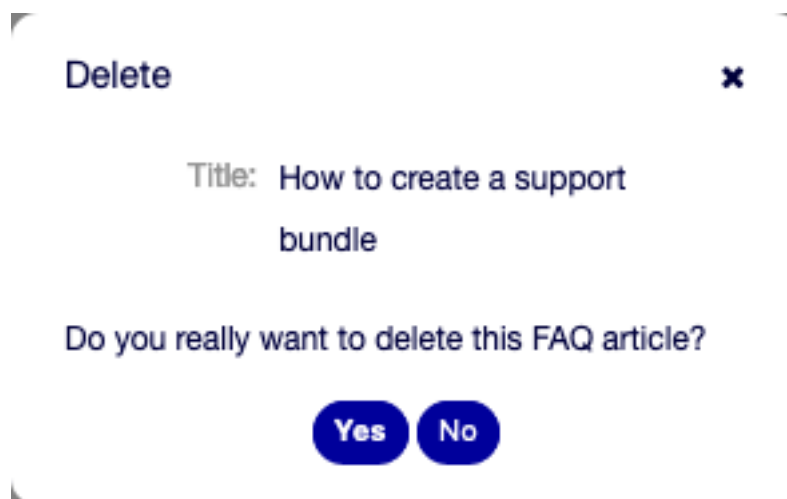 Delete
Title: How to create a support
bundle
Do you really want to delete this FAQ article?
Yes No